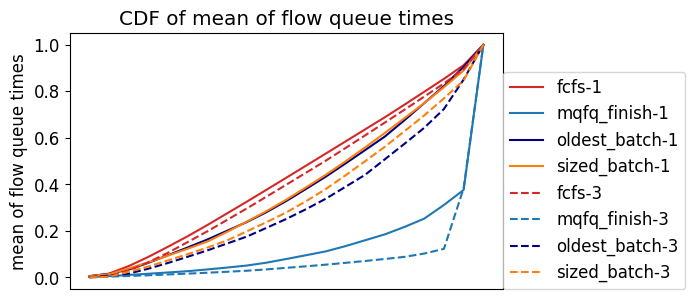 CDF of mean of flow queue times
mean of flow queue times
1.0
0.8
0.6
0.4
0.2
0.0
fcfs-1
mqfq_finish-1
oldest_batch-1
sized_batch-1
fcfs-3
mqfq_finish-3
oldest_batch-3
sized_batch-3